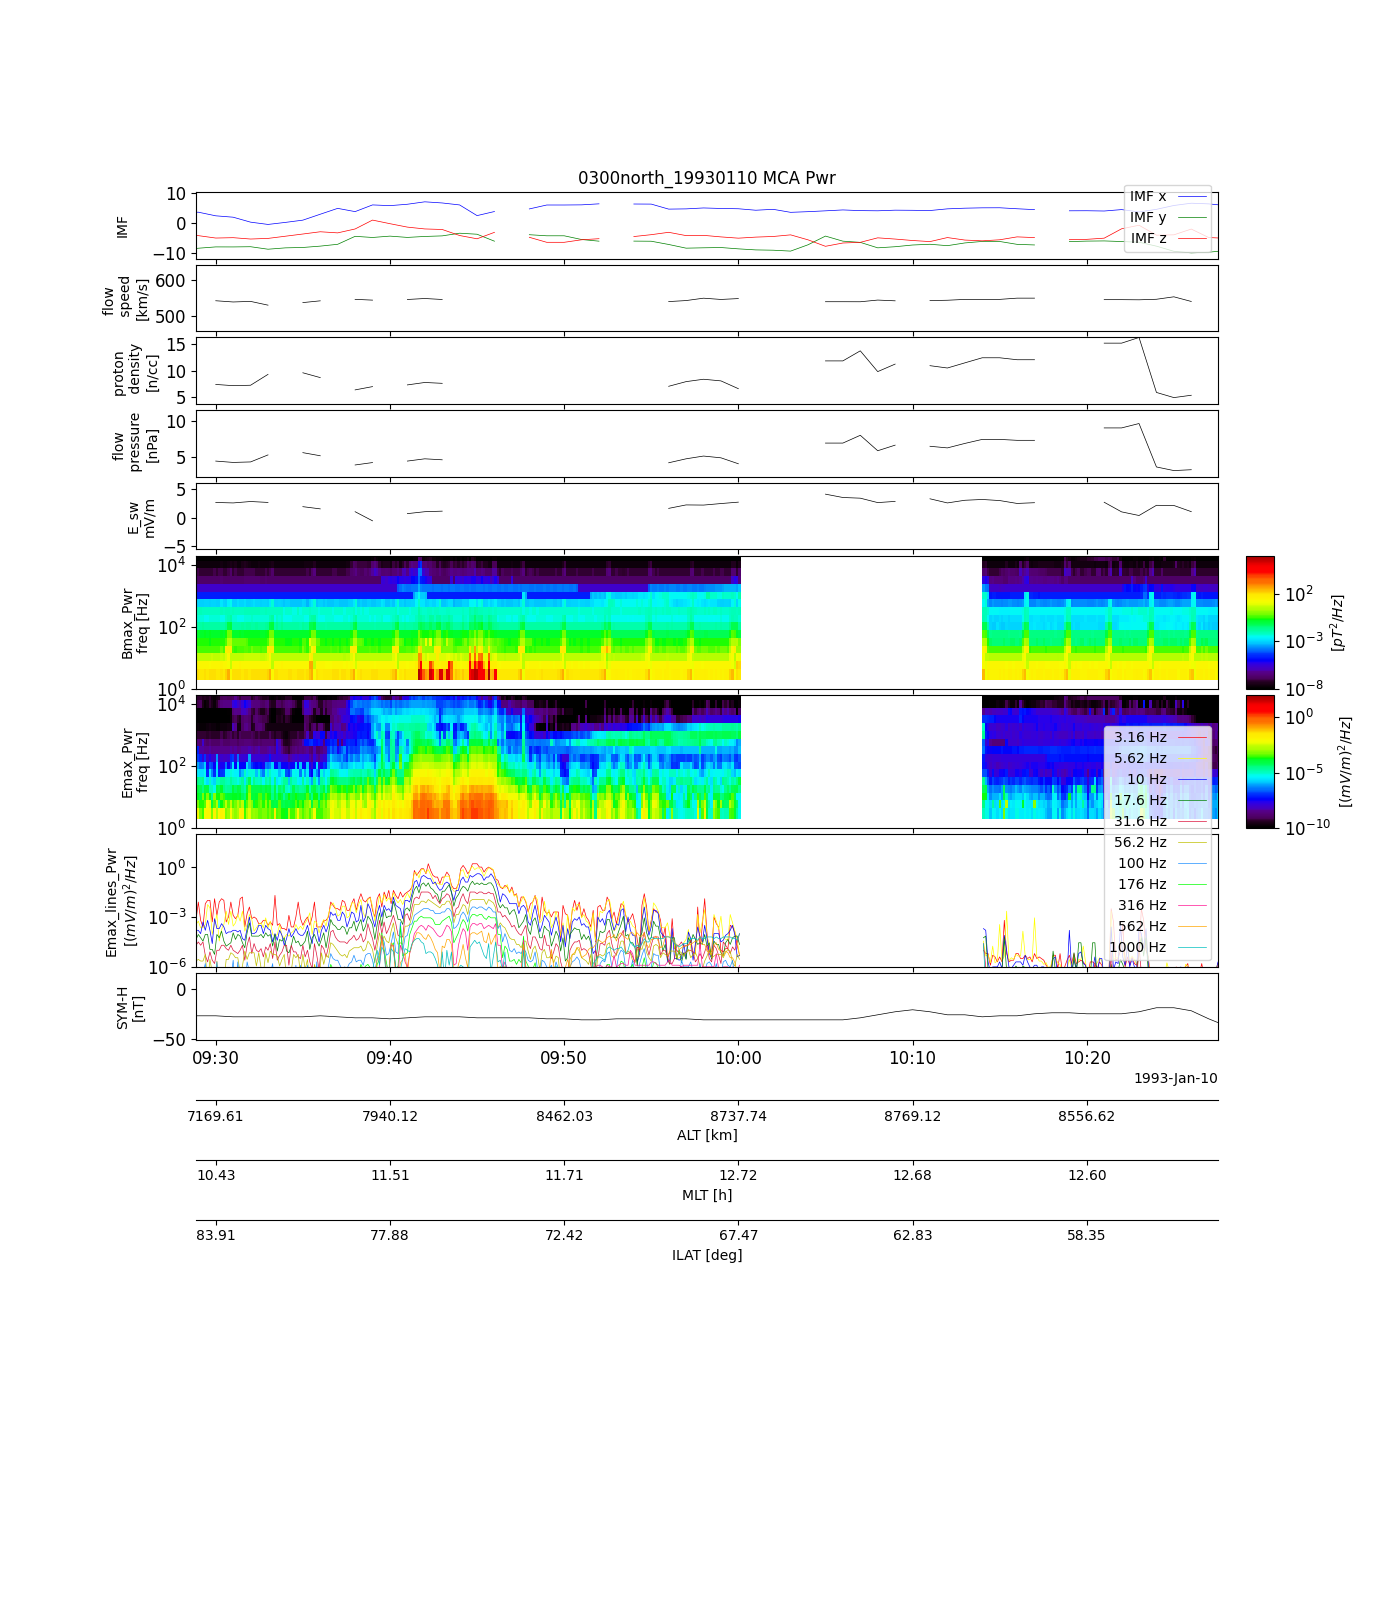 0300north_19930110 MCA Pwr
IMF
10
0
−10
IMF x
IMF y
IMF z
flow
speed
[km/s]
600
500
proton
density
[n/cc]
15
10
5
flow
pressure
[nPa]
10
5
E_sw
mV/m
5
0
−5
Bmax_Pwr
freq [Hz]
10^4
10^2
10^0
10^2
10^−3
10^−8
[pT^2/Hz]
Emax_Pwr
freq [Hz]
10^4
10^2
10^0
10^0
10^−5
10^−10
[(mV/m)^2/Hz]
3.16 Hz
5.62 Hz
10 Hz
17.6 Hz
31.6 Hz
56.2 Hz
100 Hz
176 Hz
316 Hz
562 Hz
1000 Hz
Emax_lines_Pwr
[(mV/m)^2/Hz]
10^0
10^−3
10^−6
SYM-H
[nT]
0
−50
09:30 09:40 09:50 10:00 10:10 10:20
1993-Jan-10
7169.61 7940.12 8462.03 8737.74 8769.12 8556.62
ALT [km]
10.43 11.51 11.71 12.72 12.68 12.60
MLT [h]
83.91 77.88 72.42 67.47 62.83 58.35
ILAT [deg]